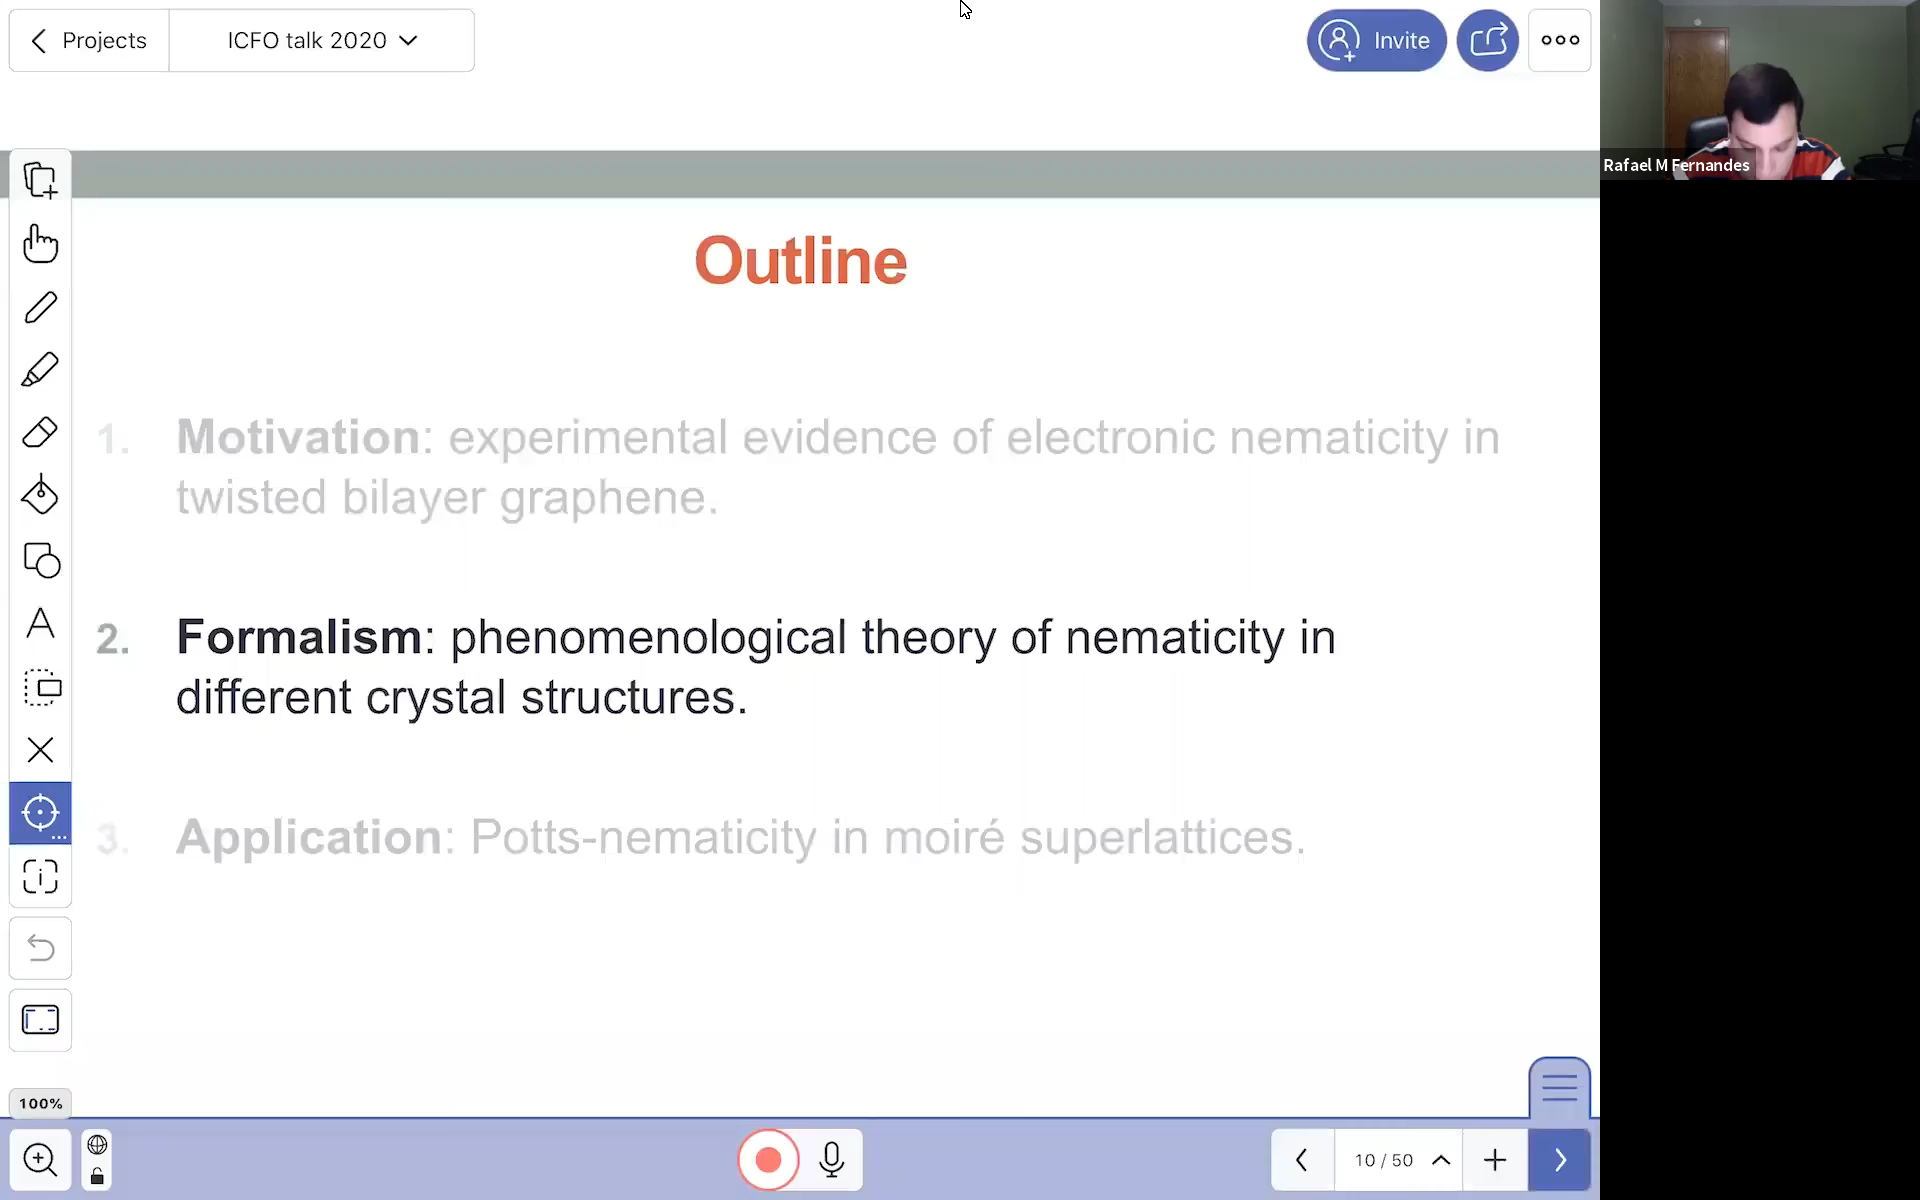 Projects
ICFO talk 2020
Invite
Rafael M Fernandes
Outline
1. Motivation: experimental evidence of electronic nematicity in
twisted bilayer graphene.
2. Formalism: phenomenological theory of nematicity in
different crystal structures.
3. Application: Potts-nematicity in moiré superlattices.
100%
10 / 50